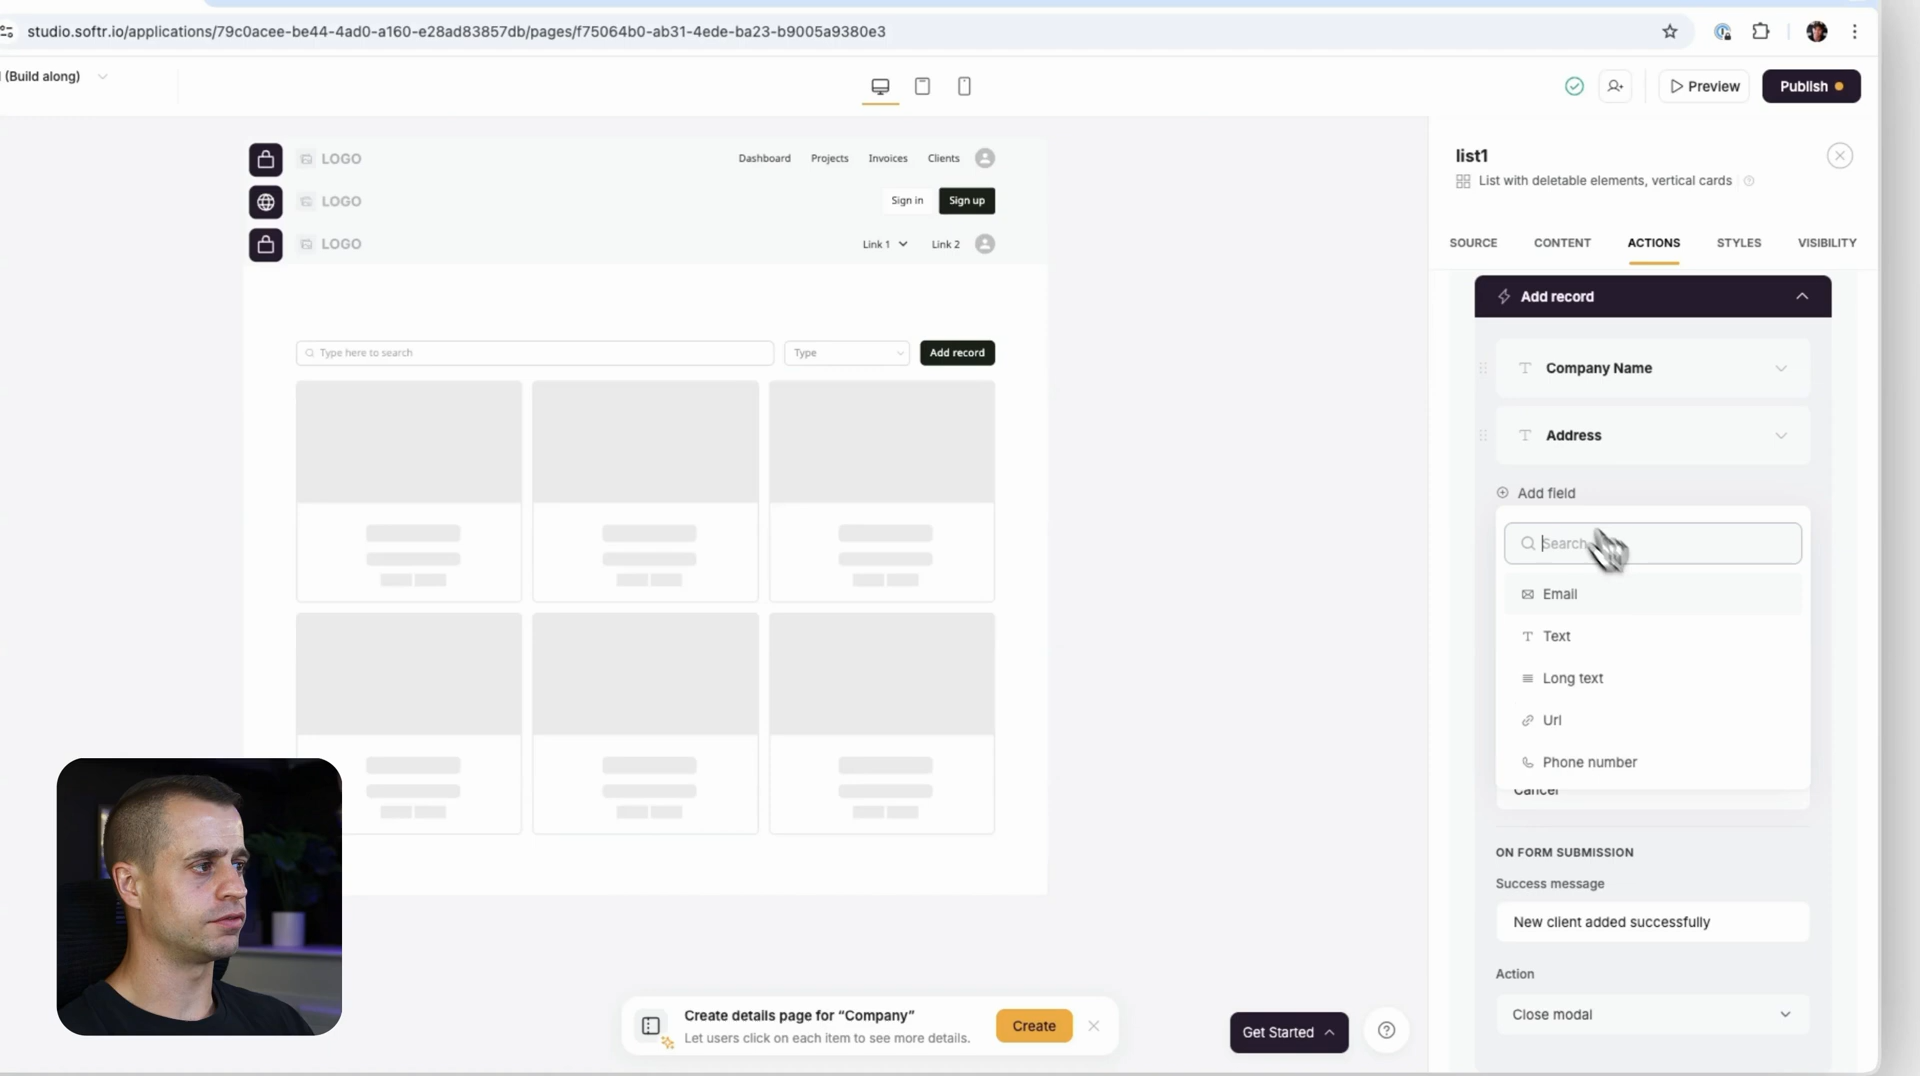 studio.softr.io/applications/79c0acee-be44-4ad0-a160-e28ad83857db/pages/f75064b0-ab31-4ede-ba23-b9005a9380e3
(Build along)
Preview
Publish
LOGO
Dashboard Projects Invoices Clients
LOGO
Sign in Sign up
LOGO
Link 1 Link 2
Type here to search
Type
Add record
list1
List with deletable elements, vertical cards
SOURCE CONTENT ACTIONS STYLES VISIBILITY
Add record
Company Name
Address
Add field
Search
Email
Text
Long text
Url
Phone number
Cancel
ON FORM SUBMISSION
Success message
New client added successfully
Action
Close modal
Create details page for “Company”
Let users click on each item to see more details.
Create
Get Started